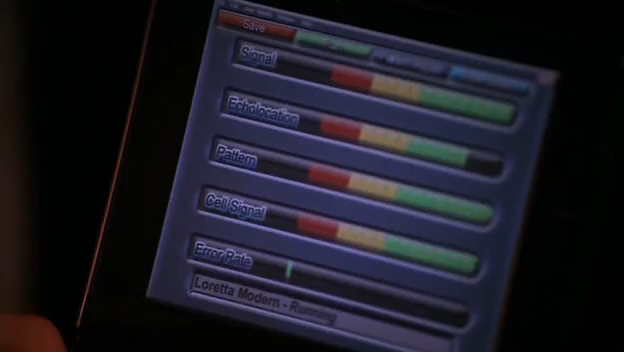 Save
Signal
Echolocation
Pattern
Cell Signal
Error Rate
Loretta Modern - Running